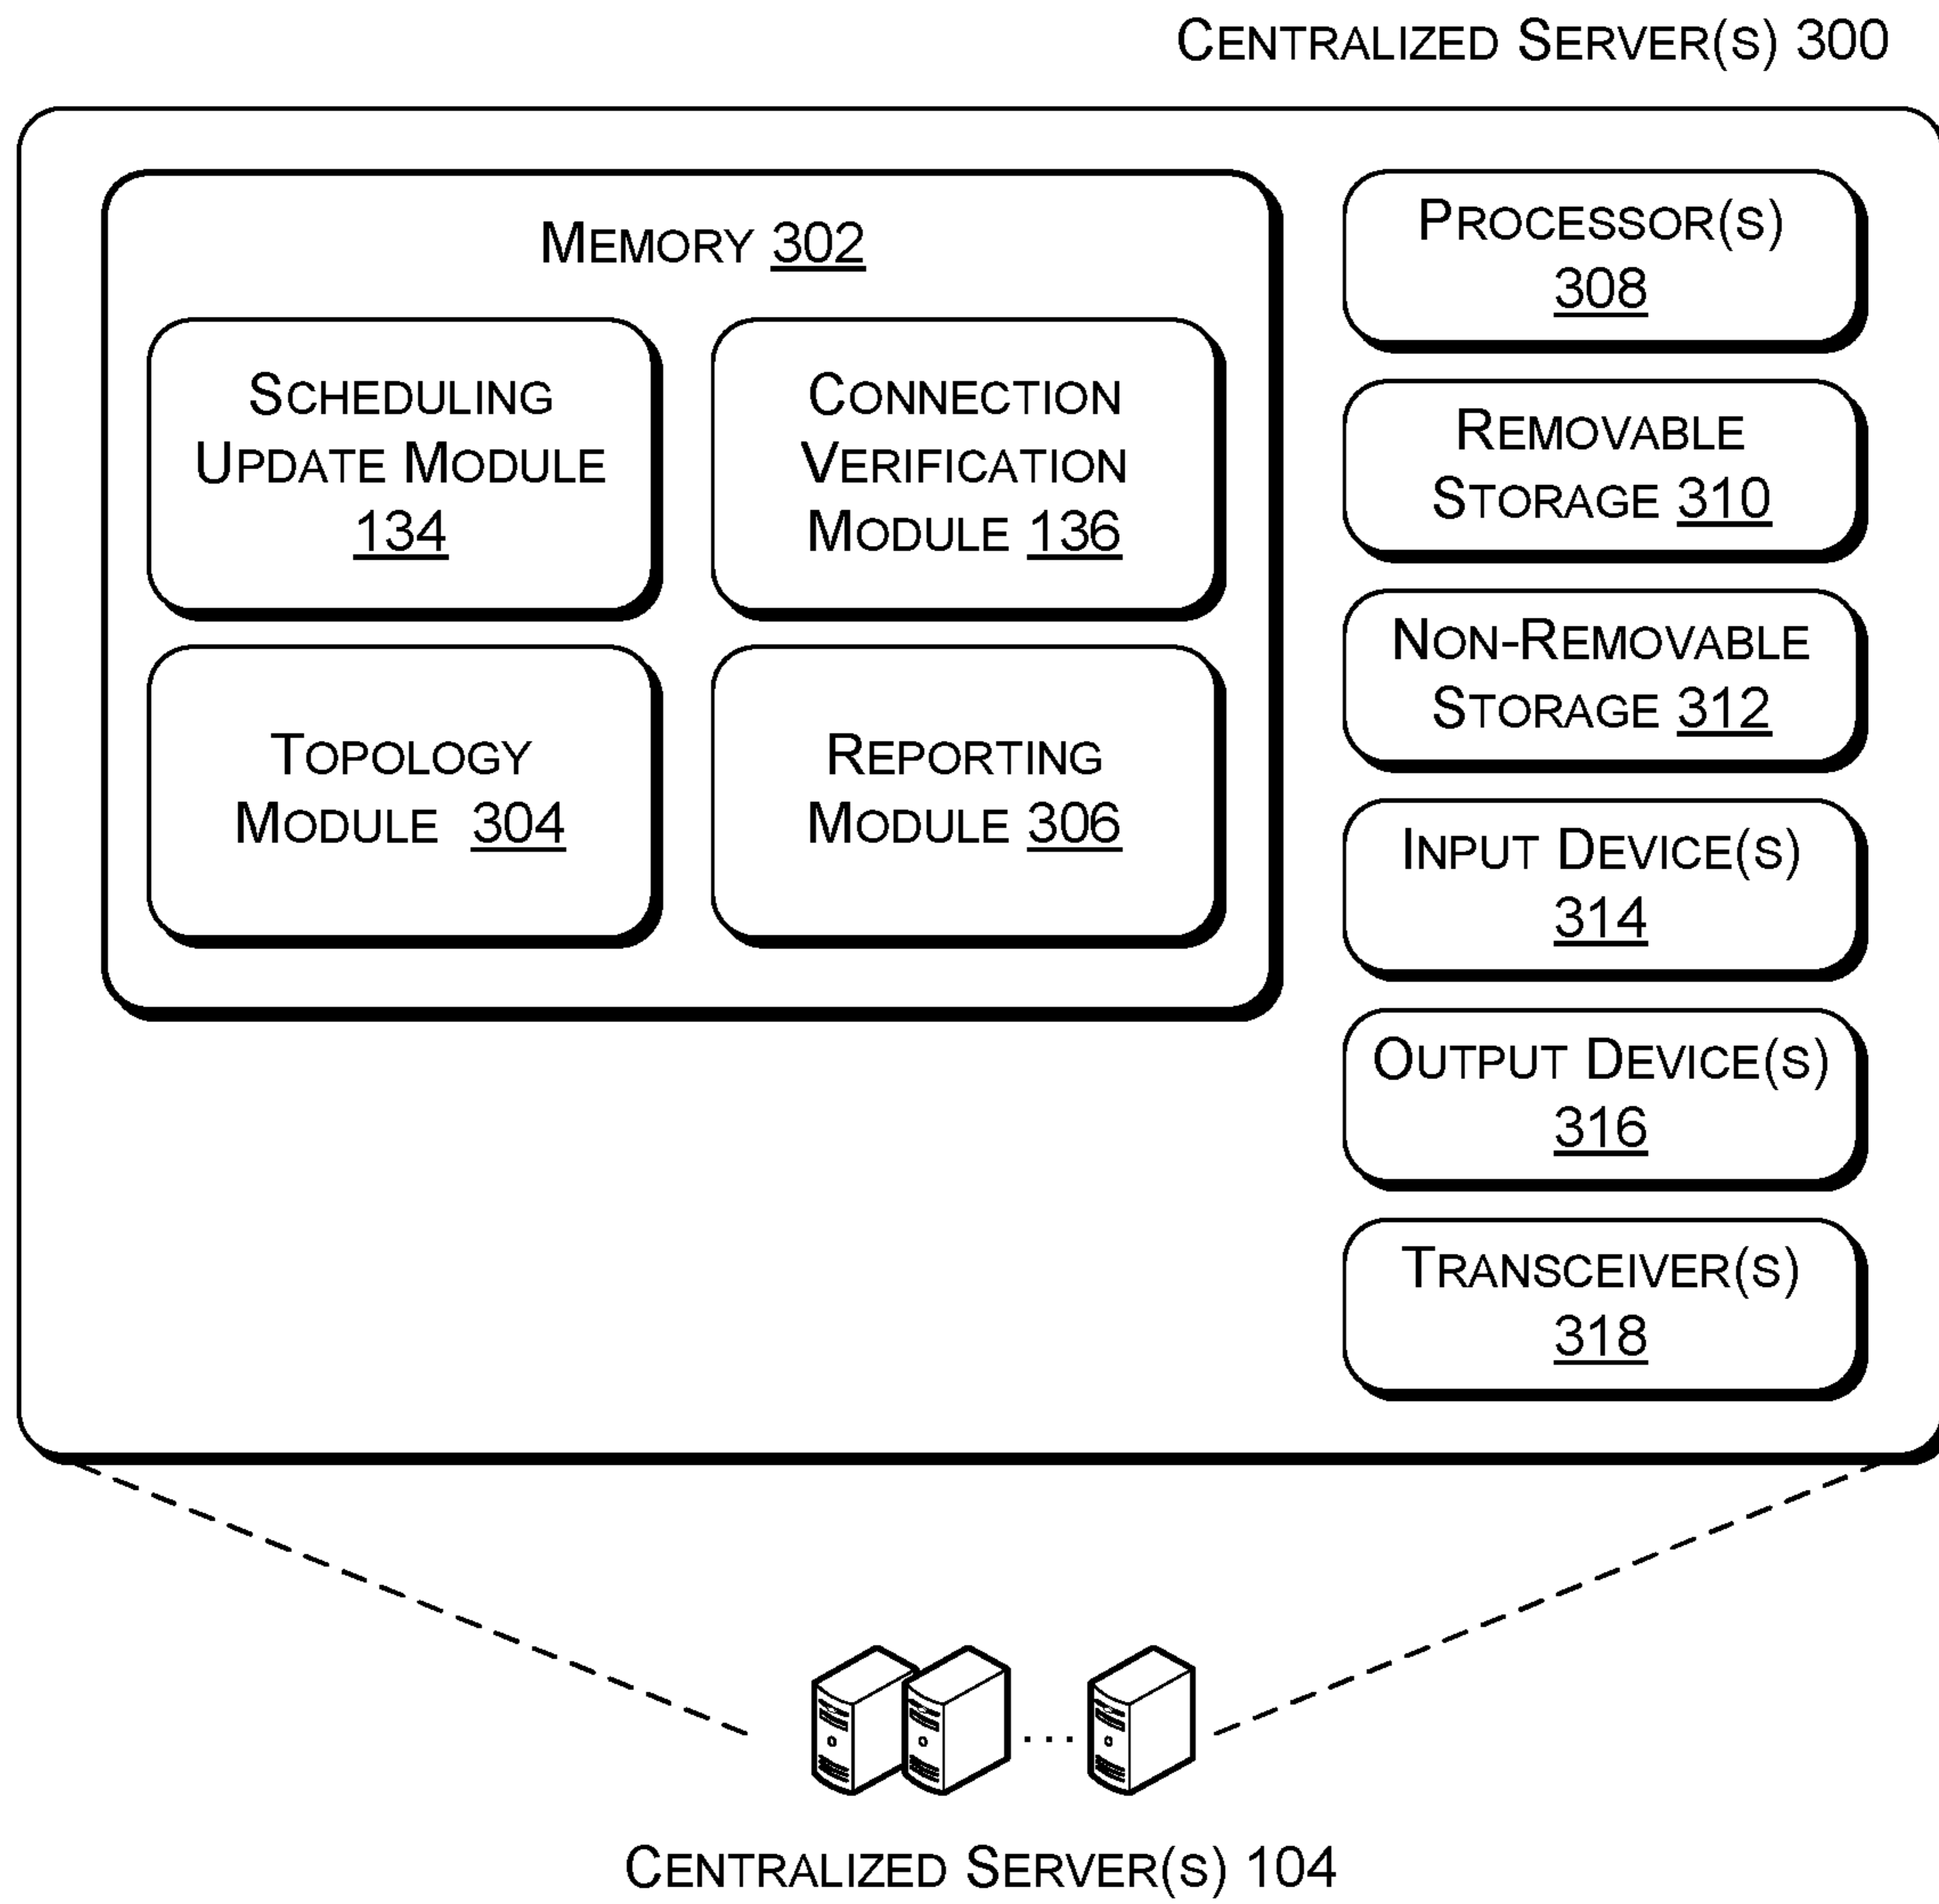 CENTRALIZED SERVER(S) 300
MEMORY 302
SCHEDULING
UPDATE MODULE
134
CONNECTION
VERIFICATION
MODULE 136
TOPOLOGY
MODULE 304
REPORTING
MODULE 306
PROCESSOR(S)
308
REMOVABLE
STORAGE 310
NON-REMOVABLE
STORAGE 312
INPUT DEVICE(S)
314
OUTPUT DEVICE(S)
316
TRANSCEIVER(S)
318
...
CENTRALIZED SERVER(S) 104